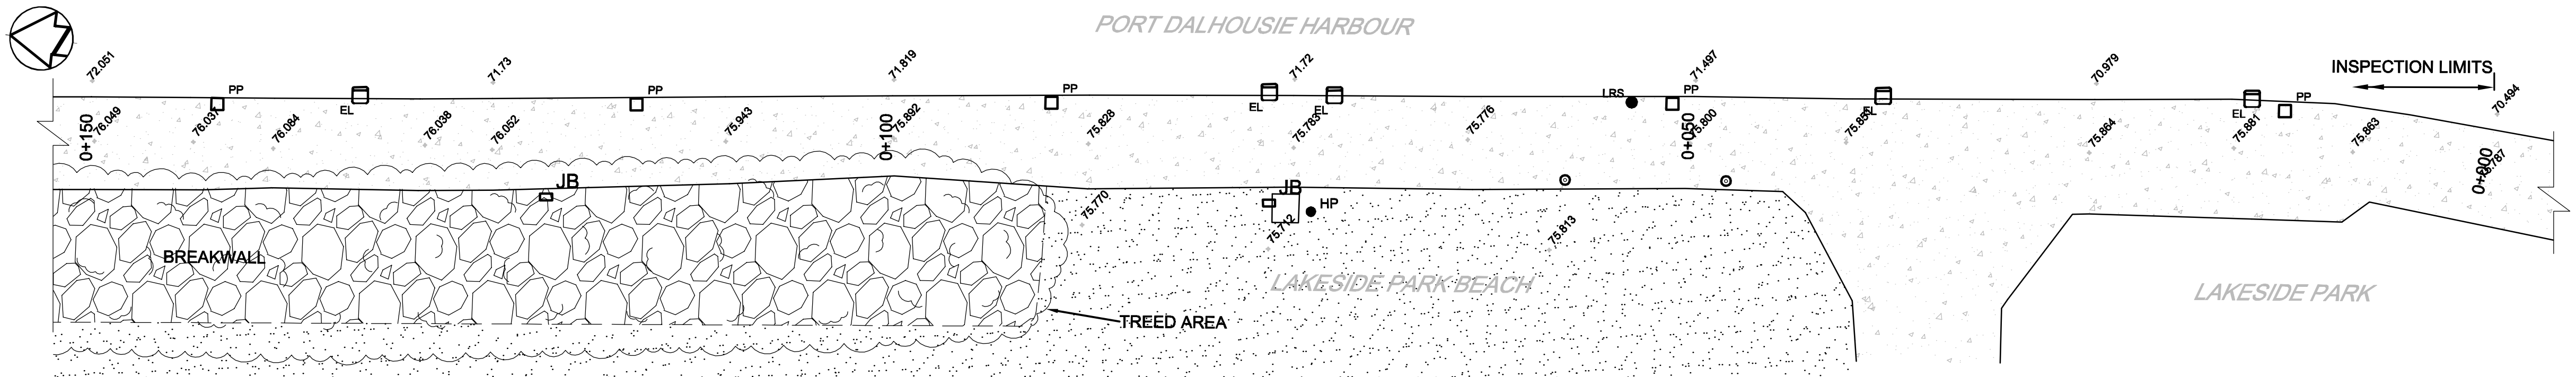 PORT DALHOUSIE HARBOUR
72.051
71.73
71.819
71.72
71.497
70.979
INSPECTION LIMITS
70.494
PP
EL
PP
PP
EL
EL
LRS
PP
EL
EL
PP
0+150
76.049
76.031
76.084
76.038
76.052
75.943
0+100
75.892
75.828
75.783
75.776
0+050
75.800
75.864
75.881
75.863
0+000
JB
JB
HP
75.770
75.712
75.813
BREAKWALL
TREED AREA
LAKESIDE PARK BEACH
LAKESIDE PARK